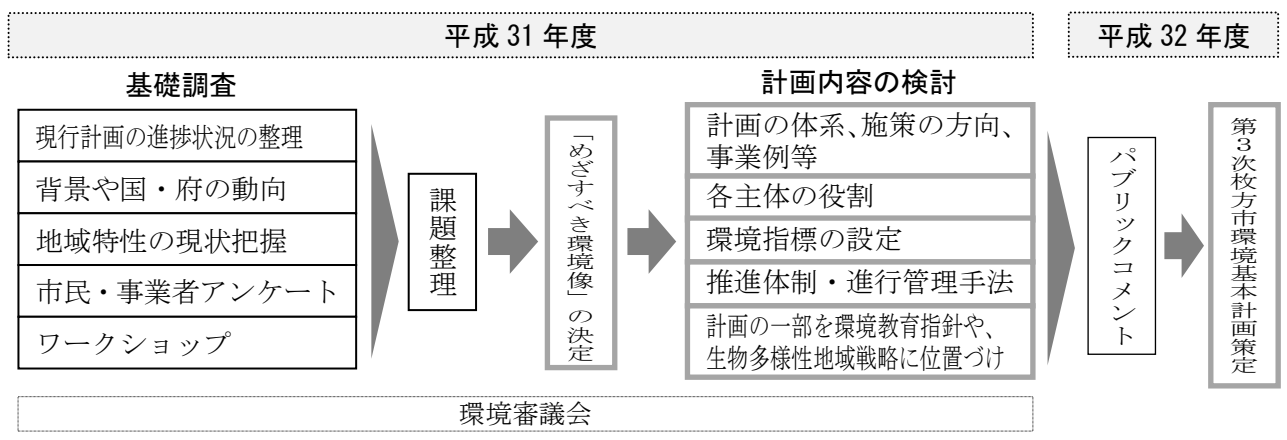 平成 31 年度
平成 32 年度
基礎調査
現行計画の進捗状況の整理
背景や国・府の動向
地域特性の現状把握
市民・事業者アンケート
ワークショップ
課題整理
「めざすべき環境像」の決定
計画内容の検討
計画の体系、施策の方向、
事業例等
各主体の役割
環境指標の設定
推進体制・進行管理手法
計画の一部を環境教育指針や、
生物多様性地域戦略に位置づけ
パブリックコメント
第３次枚方市環境基本計画策定
環境審議会